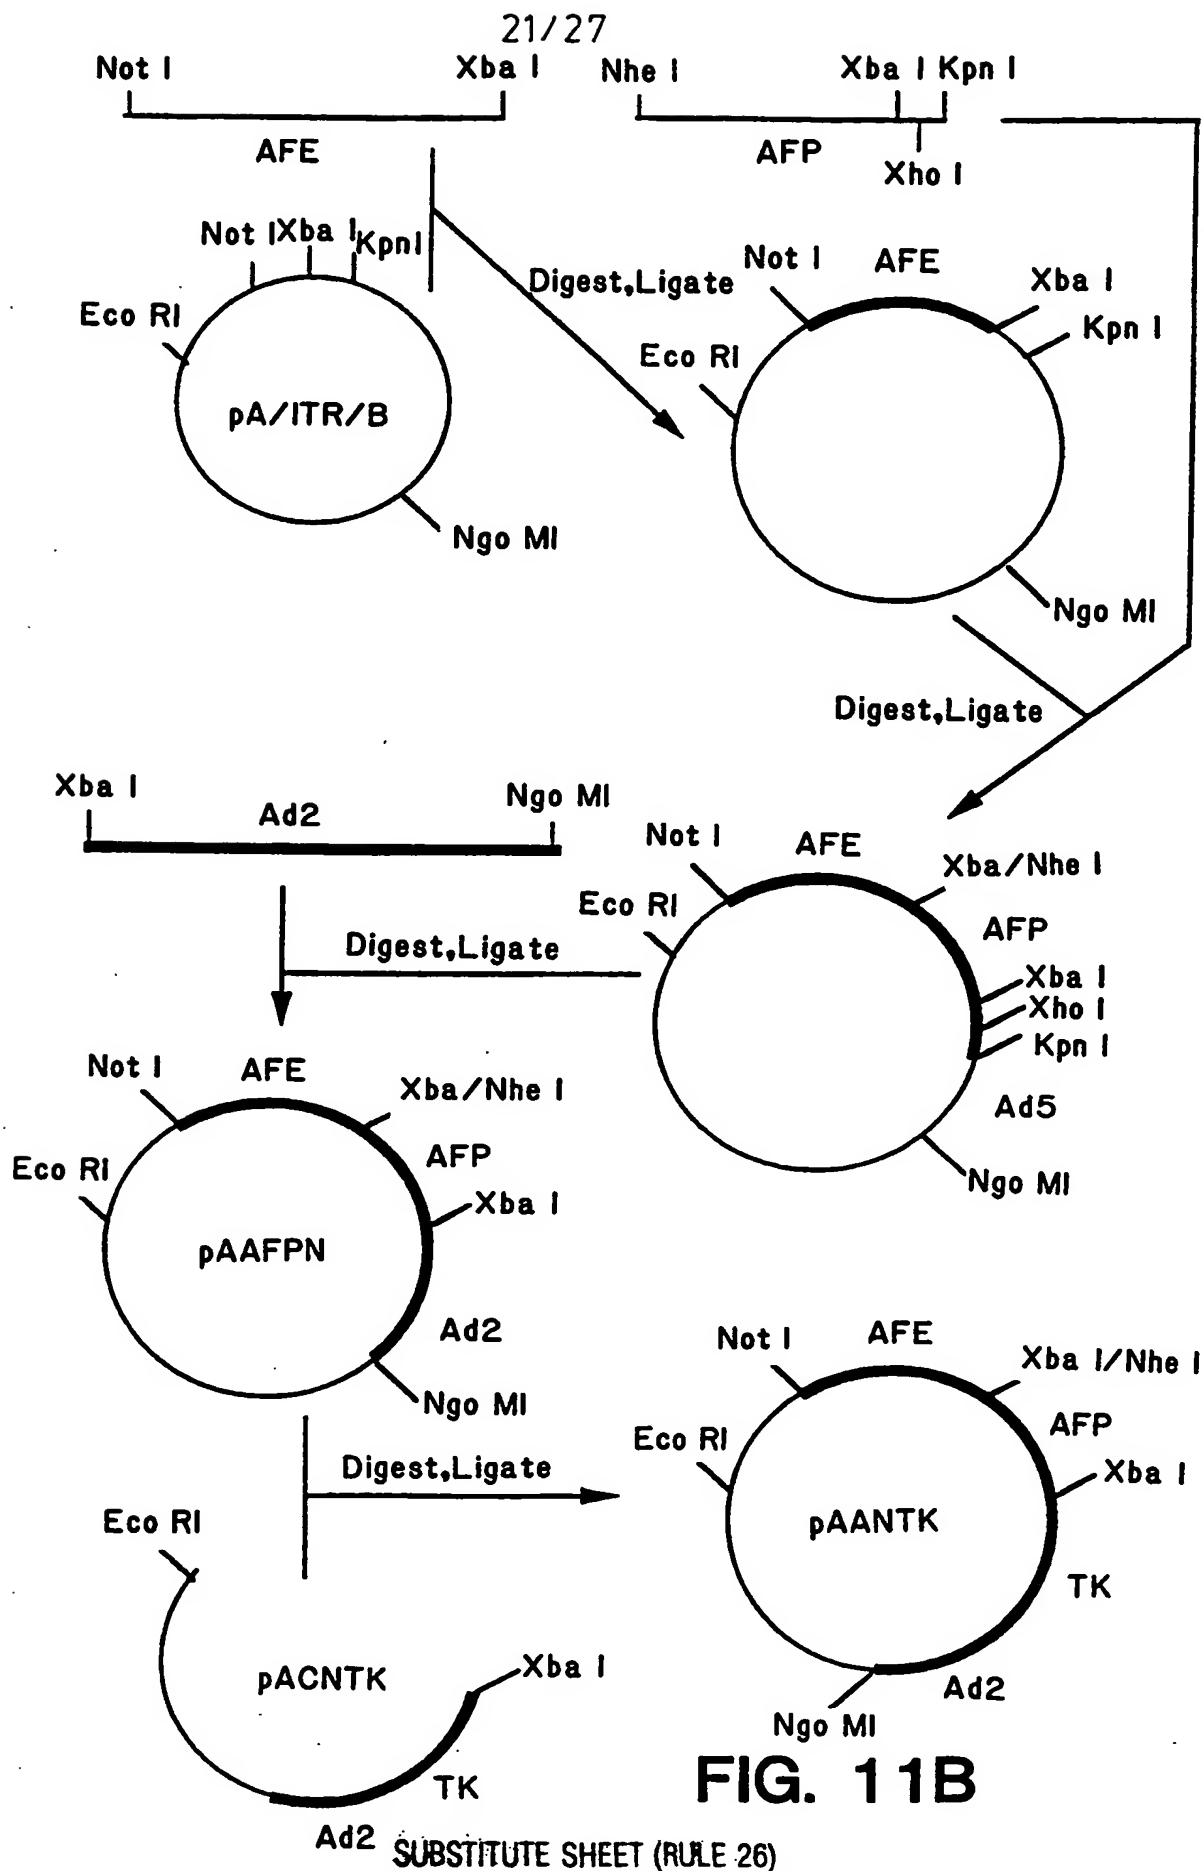 21/27
Not I
Xba I
Nhe I
Xba I
Kpn I
AFE
AFP
Xho I
Not I
Xba I
KpnI
Eco RI
pA/ITR/B
Ngo MI
Digest,Ligate
Not I
AFE
Xba I
Kpn I
Eco RI
Ngo MI
Digest,Ligate
Xba I
Ad2
Ngo MI
Not I
AFE
Xba/Nhe I
Eco RI
AFP
Xba I
Xho I
Kpn I
Ad5
Ngo MI
Digest,Ligate
Not I
AFE
Xba/Nhe I
Eco RI
AFP
Xba I
pAAFPN
Ad2
Ngo MI
Digest,Ligate
Not I
AFE
Xba I/Nhe I
Eco RI
AFP
Xba I
pAANTK
TK
Ad2
Ngo MI
Eco RI
pACNTK
Xba I
TK
Ad2
FIG. 11B
SUBSTITUTE SHEET (RULE 26)